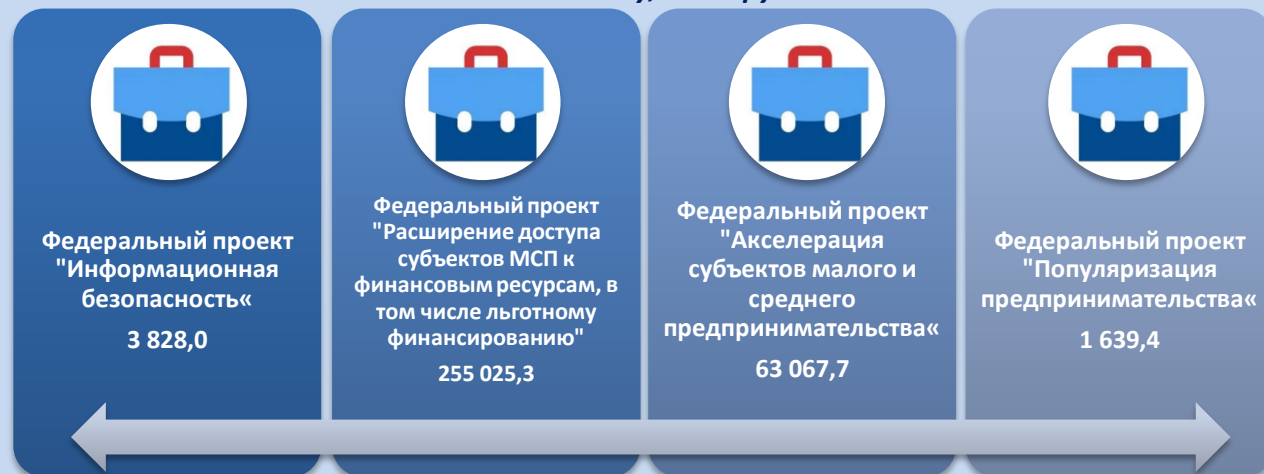 Федеральный проект
"Информационная
безопасность«
3 828,0
Федеральный проект
"Расширение доступа
субъектов МСП к
финансовым ресурсам, в
том числе льготному
финансированию"
255 025,3
Федеральный проект
"Акселерация
субъектов малого и
среднего
предпринимательства«
63 067,7
Федеральный проект
"Популяризация
предпринимательства«
1 639,4